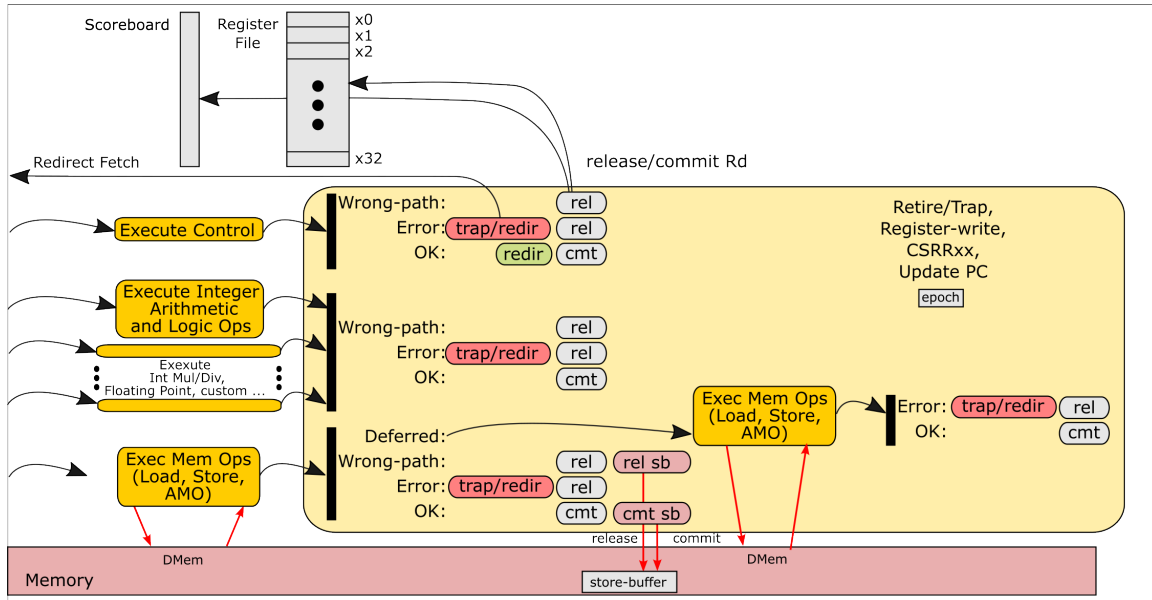 Scoreboard
Register
File
x0
x1
x2
x32
Redirect Fetch
release/commit Rd
Wrong-path: rel
Error: trap/redir rel
OK: redir cmt
Execute Control
Retire/Trap,
Register-write,
CSRRxx,
Update PC
epoch
Execute Integer
Arithmetic
and Logic Ops
Wrong-path: rel
Error: trap/redir rel
OK: cmt
Exexute
Int Mul/Div,
Floating Point, custom ...
Exec Mem Ops
(Load, Store,
AMO)
Error: trap/redir rel
OK: cmt
Deferred:
Wrong-path: rel rel sb
Error: trap/redir rel
OK: cmt cmt sb
Exec Mem Ops
(Load, Store,
AMO)
release commit
DMem
DMem
Memory
store-buffer